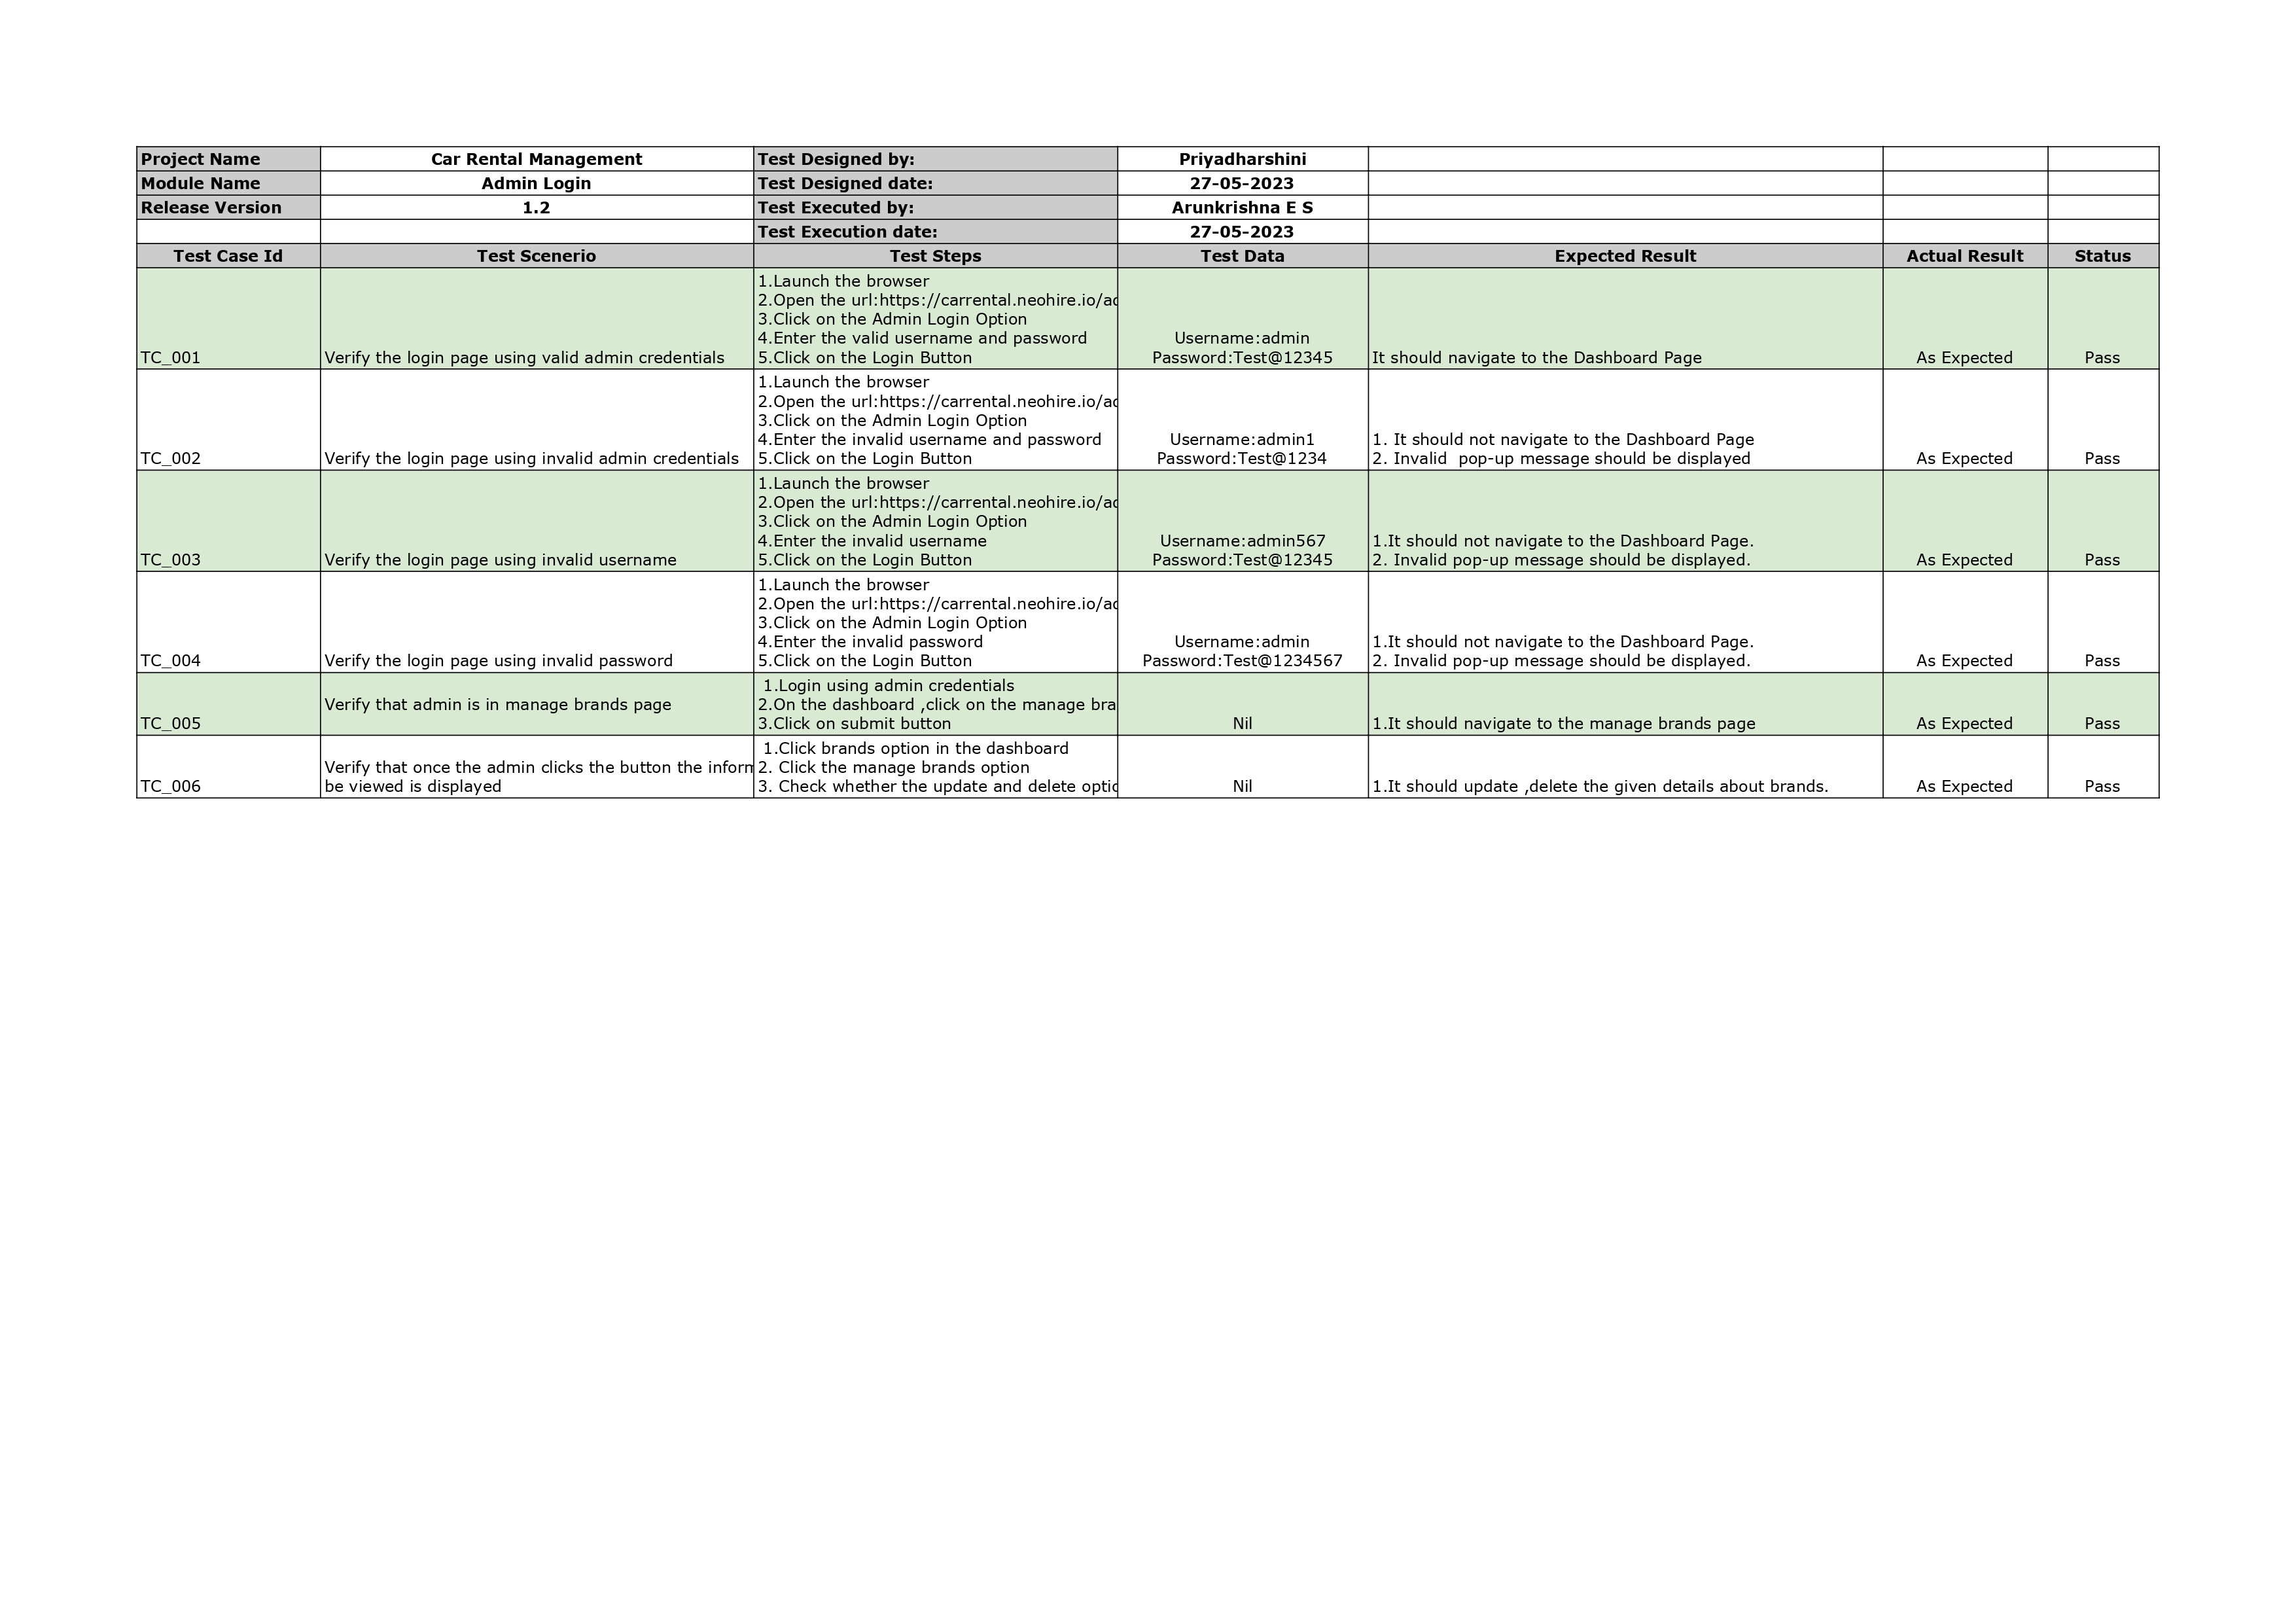 Project Name Car Rental Management Test Designed by: Priyadharshini
Module Name Admin Login Test Designed date: 27-05-2023
Release Version 1.2 Test Executed by: Arunkrishna E S
Test Execution date: 27-05-2023
Test Case Id Test Scenerio Test Steps Test Data Expected Result Actual Result Status
1.Launch the browser
2.Open the url:https://carrental.neohire.io/ad
3.Click on the Admin Login Option
4.Enter the valid username and password Username:admin
TC_001 Verify the login page using valid admin credentials 5.Click on the Login Button Password:Test@12345 It should navigate to the Dashboard Page As Expected Pass
1.Launch the browser
2.Open the url:https://carrental.neohire.io/ad
3.Click on the Admin Login Option
4.Enter the invalid username and password Username:admin1 1. It should not navigate to the Dashboard Page
TC_002 Verify the login page using invalid admin credentials 5.Click on the Login Button Password:Test@1234 2. Invalid  pop-up message should be displayed As Expected Pass
1.Launch the browser
2.Open the url:https://carrental.neohire.io/ad
3.Click on the Admin Login Option
4.Enter the invalid username Username:admin567 1.It should not navigate to the Dashboard Page.
TC_003 Verify the login page using invalid username 5.Click on the Login Button Password:Test@12345 2. Invalid pop-up message should be displayed. As Expected Pass
1.Launch the browser
2.Open the url:https://carrental.neohire.io/ad
3.Click on the Admin Login Option
4.Enter the invalid password Username:admin 1.It should not navigate to the Dashboard Page.
TC_004 Verify the login page using invalid password 5.Click on the Login Button Password:Test@1234567 2. Invalid pop-up message should be displayed. As Expected Pass
1.Login using admin credentials
Verify that admin is in manage brands page 2.On the dashboard ,click on the manage bra
TC_005 3.Click on submit button Nil 1.It should navigate to the manage brands page As Expected Pass
1.Click brands option in the dashboard
Verify that once the admin clicks the button the inform 2. Click the manage brands option
TC_006 be viewed is displayed 3. Check whether the update and delete optio Nil 1.It should update ,delete the given details about brands. As Expected Pass